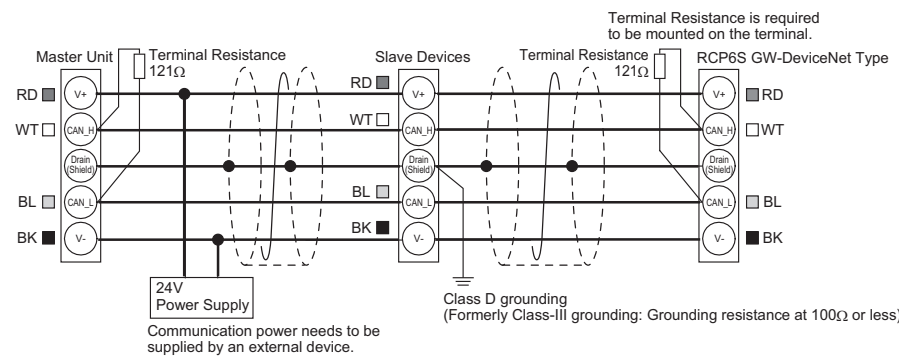 Terminal Resistance is required
to be mounted on the terminal.
Master Unit
Terminal Resistance
121Ω
Slave Devices
Terminal Resistance
121Ω
RCP6S GW-DeviceNet Type
RD
V+
RD
V+
V+
RD
WT
CAN_H
WT
CAN_H
CAN_H
WT
Drain
(Shield)
Drain
(Shield)
Drain
(Shield)
BL
CAN_L
BL
CAN_L
CAN_L
BL
BK
V-
BK
V-
V-
BK
24V
Power Supply
Communication power needs to be
supplied by an external device.
Class D grounding
(Formerly Class-III grounding: Grounding resistance at 100Ω or less)